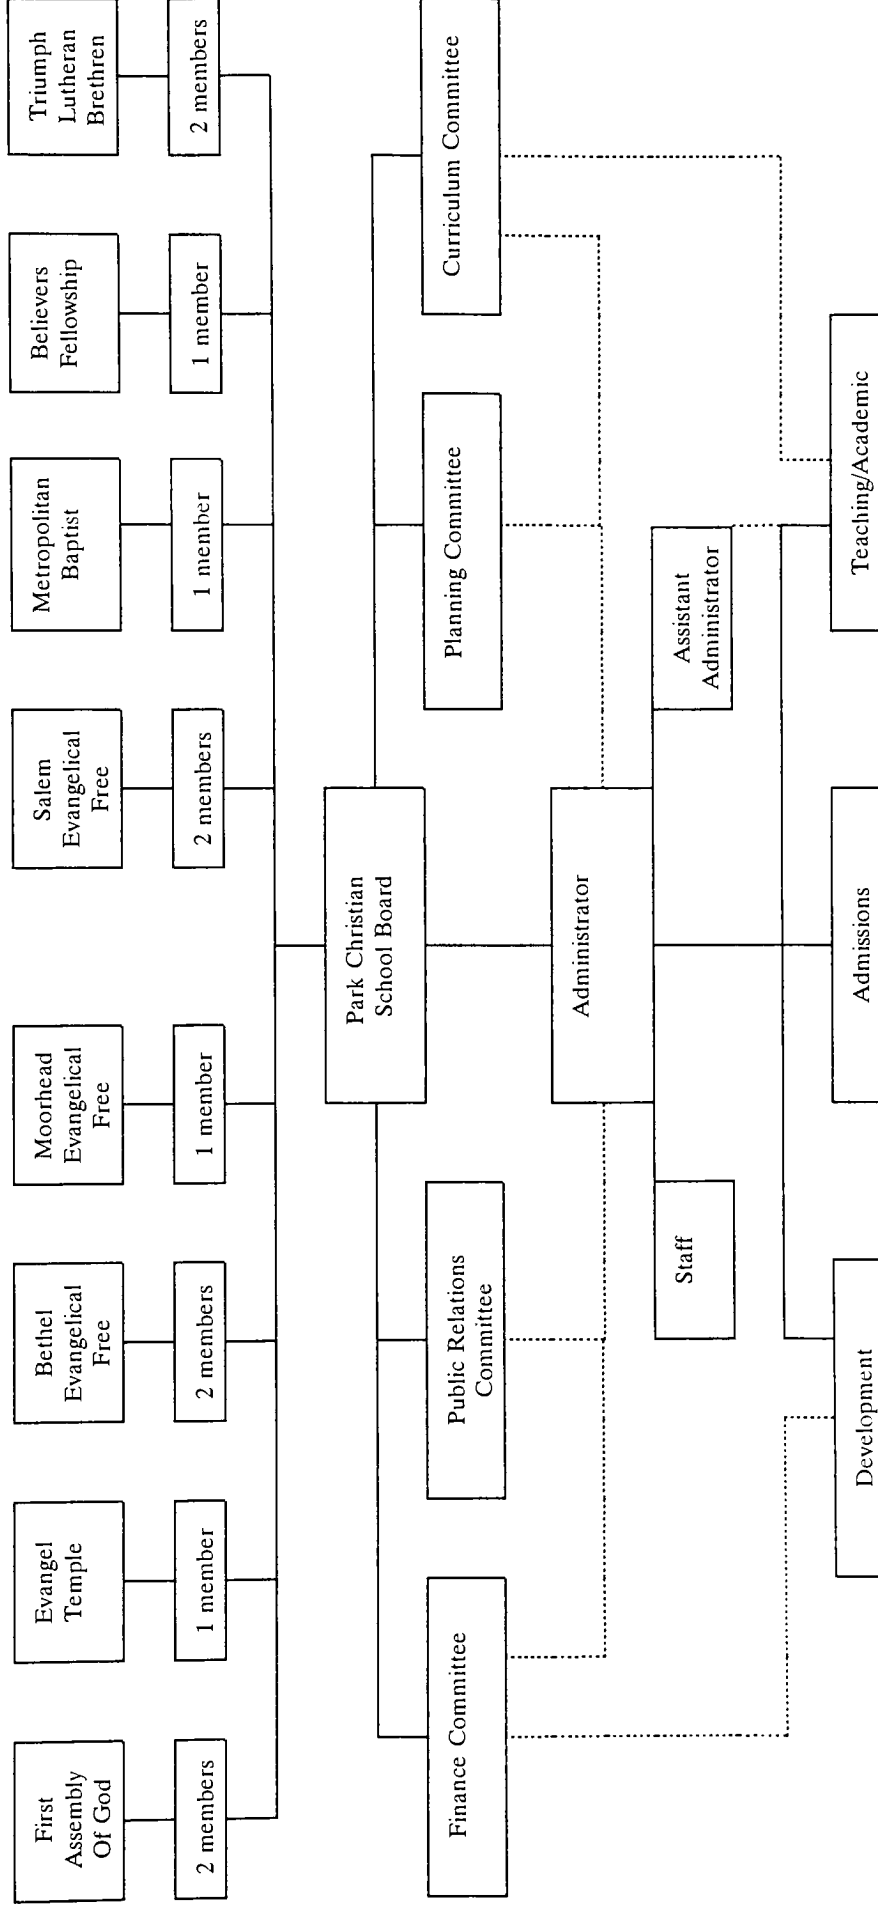 First
Assembly
Of God
Evangel
Temple
Bethel
Evangelical
Free
Moorhead
Evangelical
Free
Salem
Evangelical
Free
Metropolitan
Baptist
Believers
Fellowship
Triumph
Lutheran
Brethren
2 members
1 member
2 members
1 member
2 members
1 member
1 member
2 members
Park Christian
School Board
Finance Committee
Public Relations
Committee
Planning Committee
Curriculum Committee
Administrator
Staff
Assistant
Administrator
Development
Admissions
Teaching/Academic